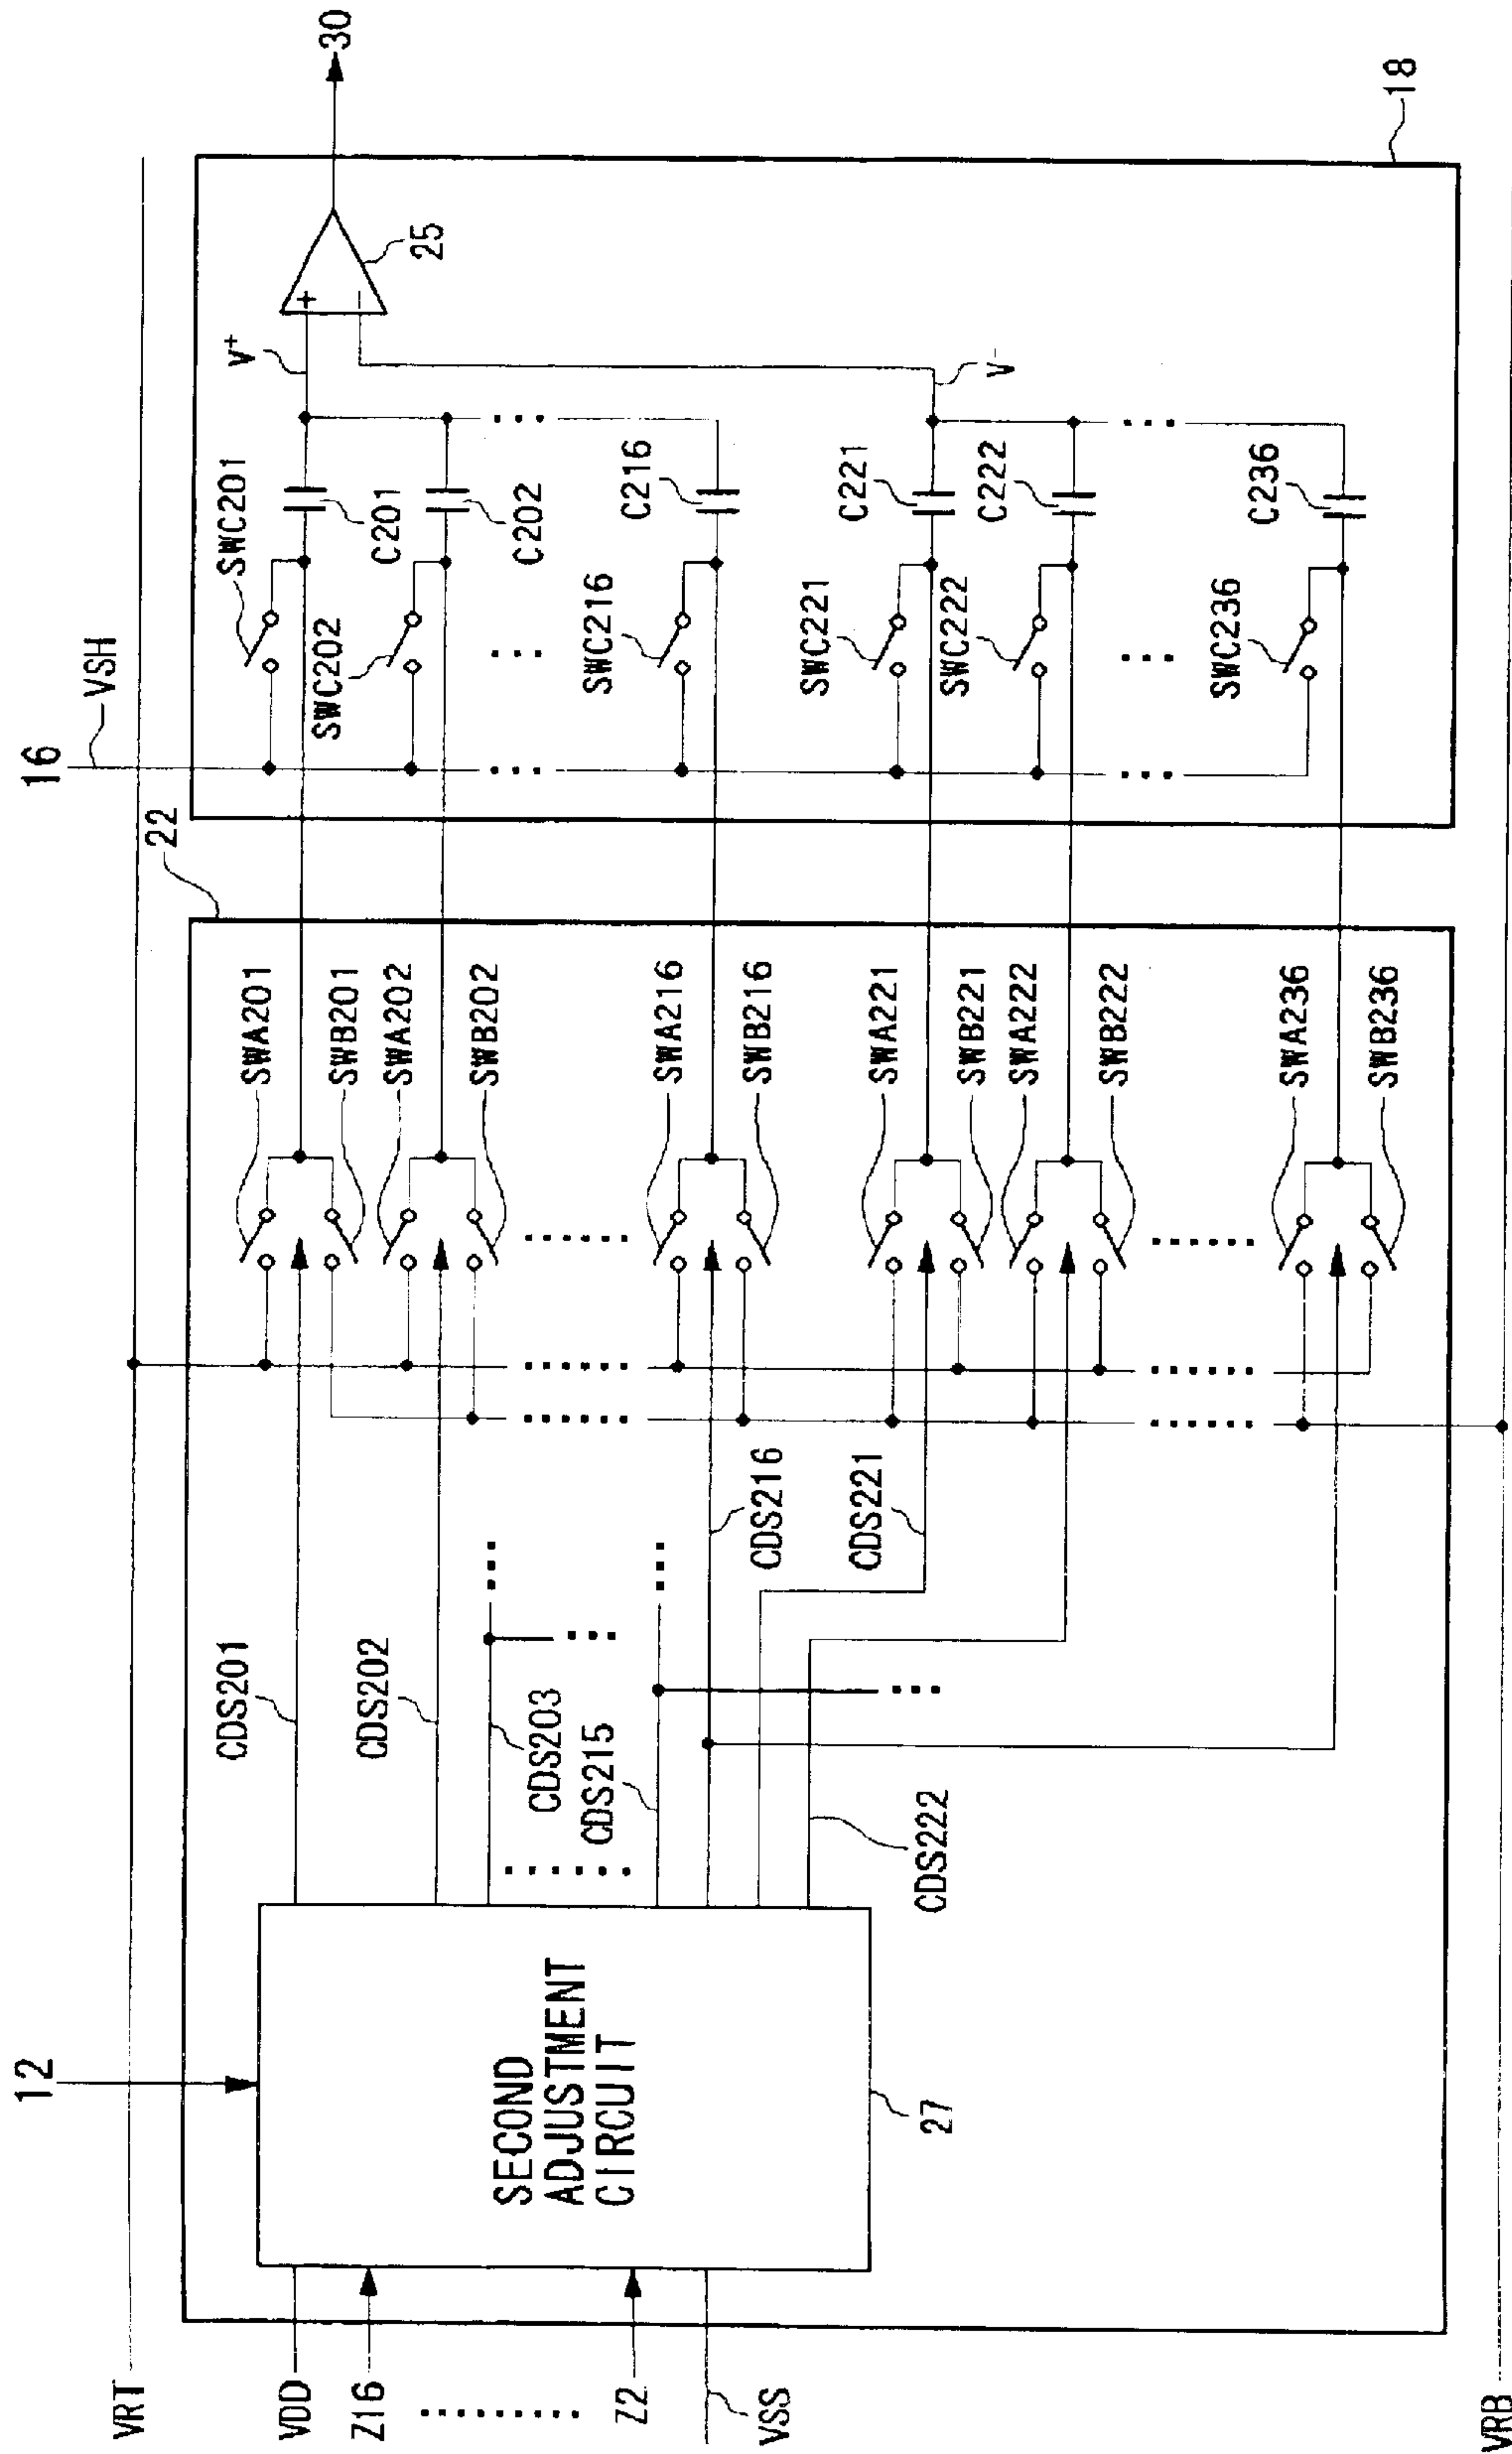 VRT
VDD
Z16
Z2
VSS
VRB
12
SECOND
ADJUSTMENT
CIRCUIT
27
CDS201
CDS202
CDS203
CDS215
CDS216
CDS221
CDS222
22
SWA201
SWB201
SWA202
SWB202
SWA216
SWB216
SWA221
SWB221
SWA222
SWB222
SWA236
SWB236
16
VSH
SWC201
SWC202
SWC216
SWC221
SWC222
SWC236
C201
C202
C216
C221
C222
C236
V+
V-
+
-
25
30
18